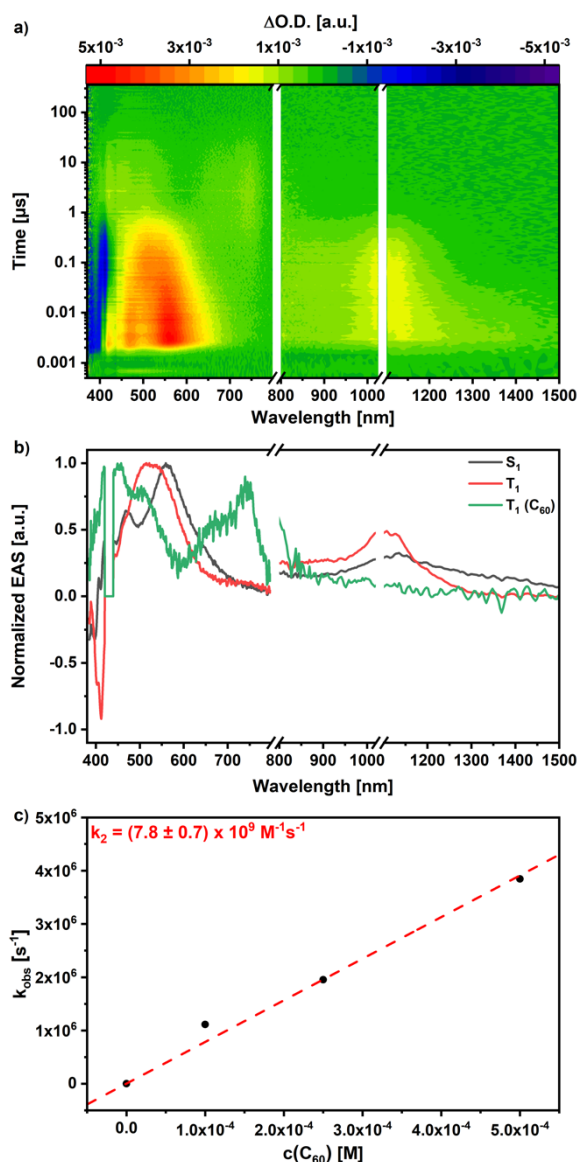 a)
ΔO.D. [a.u.]
5x10⁻³ 3x10⁻³ 1x10⁻³ -1x10⁻³ -3x10⁻³ -5x10⁻³
Time [µs]
100
10
1
0.1
0.01
0.001
400 500 600 700 800 900 1000 1200 1300 1400 1500
Wavelength [nm]
b)
Normalized EAS [a.u.]
1.0
0.5
0.0
-0.5
-1.0
S₁
T₁
T₁ (C₆₀)
400 500 600 700 800 900 1000 1200 1300 1400 1500
Wavelength [nm]
c)
k₂ = (7.8 ± 0.7) x 10⁹ M⁻¹s⁻¹
k_obs [s⁻¹]
5x10⁶
4x10⁶
3x10⁶
2x10⁶
1x10⁶
0
0.0 1.0x10⁻⁴ 2.0x10⁻⁴ 3.0x10⁻⁴ 4.0x10⁻⁴ 5.0x10⁻⁴
c(C₆₀) [M]